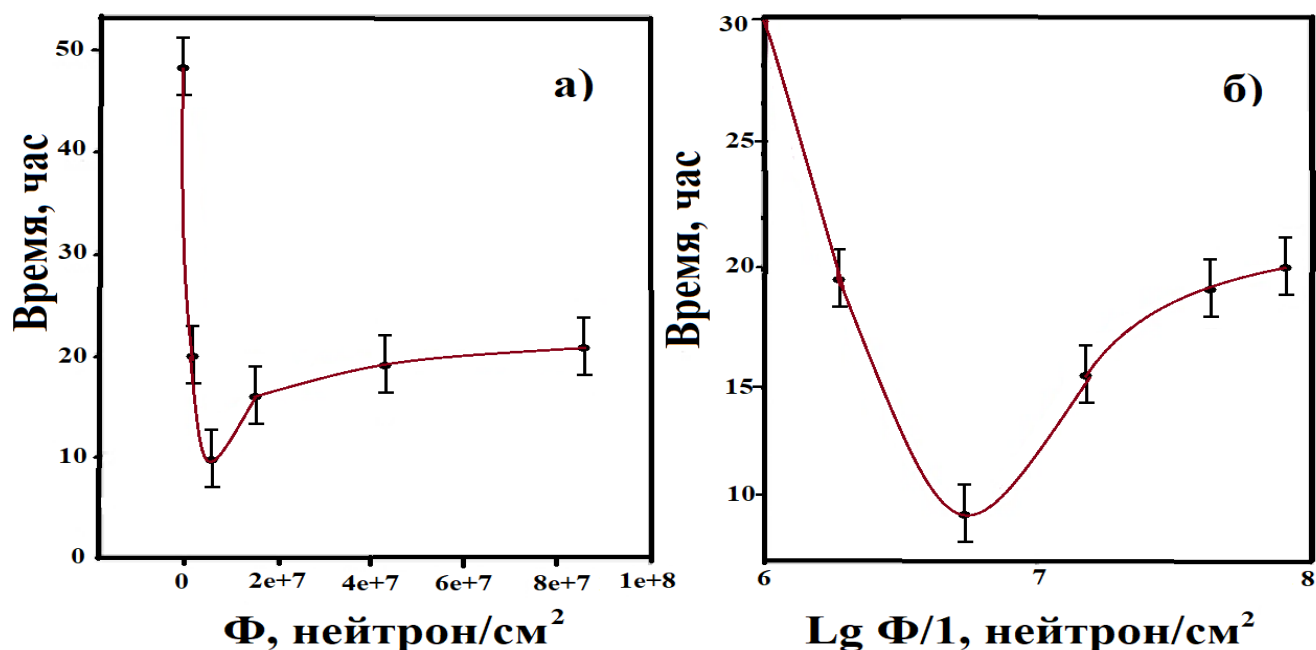 а)
Время, час
50
40
30
20
10
0
0 2e+7 4e+7 6e+7 8e+7 1e+8
Ф, нейтрон/см²
б)
Время, час
30
25
20
15
10
6 7 8
Lg Ф/1, нейтрон/см²